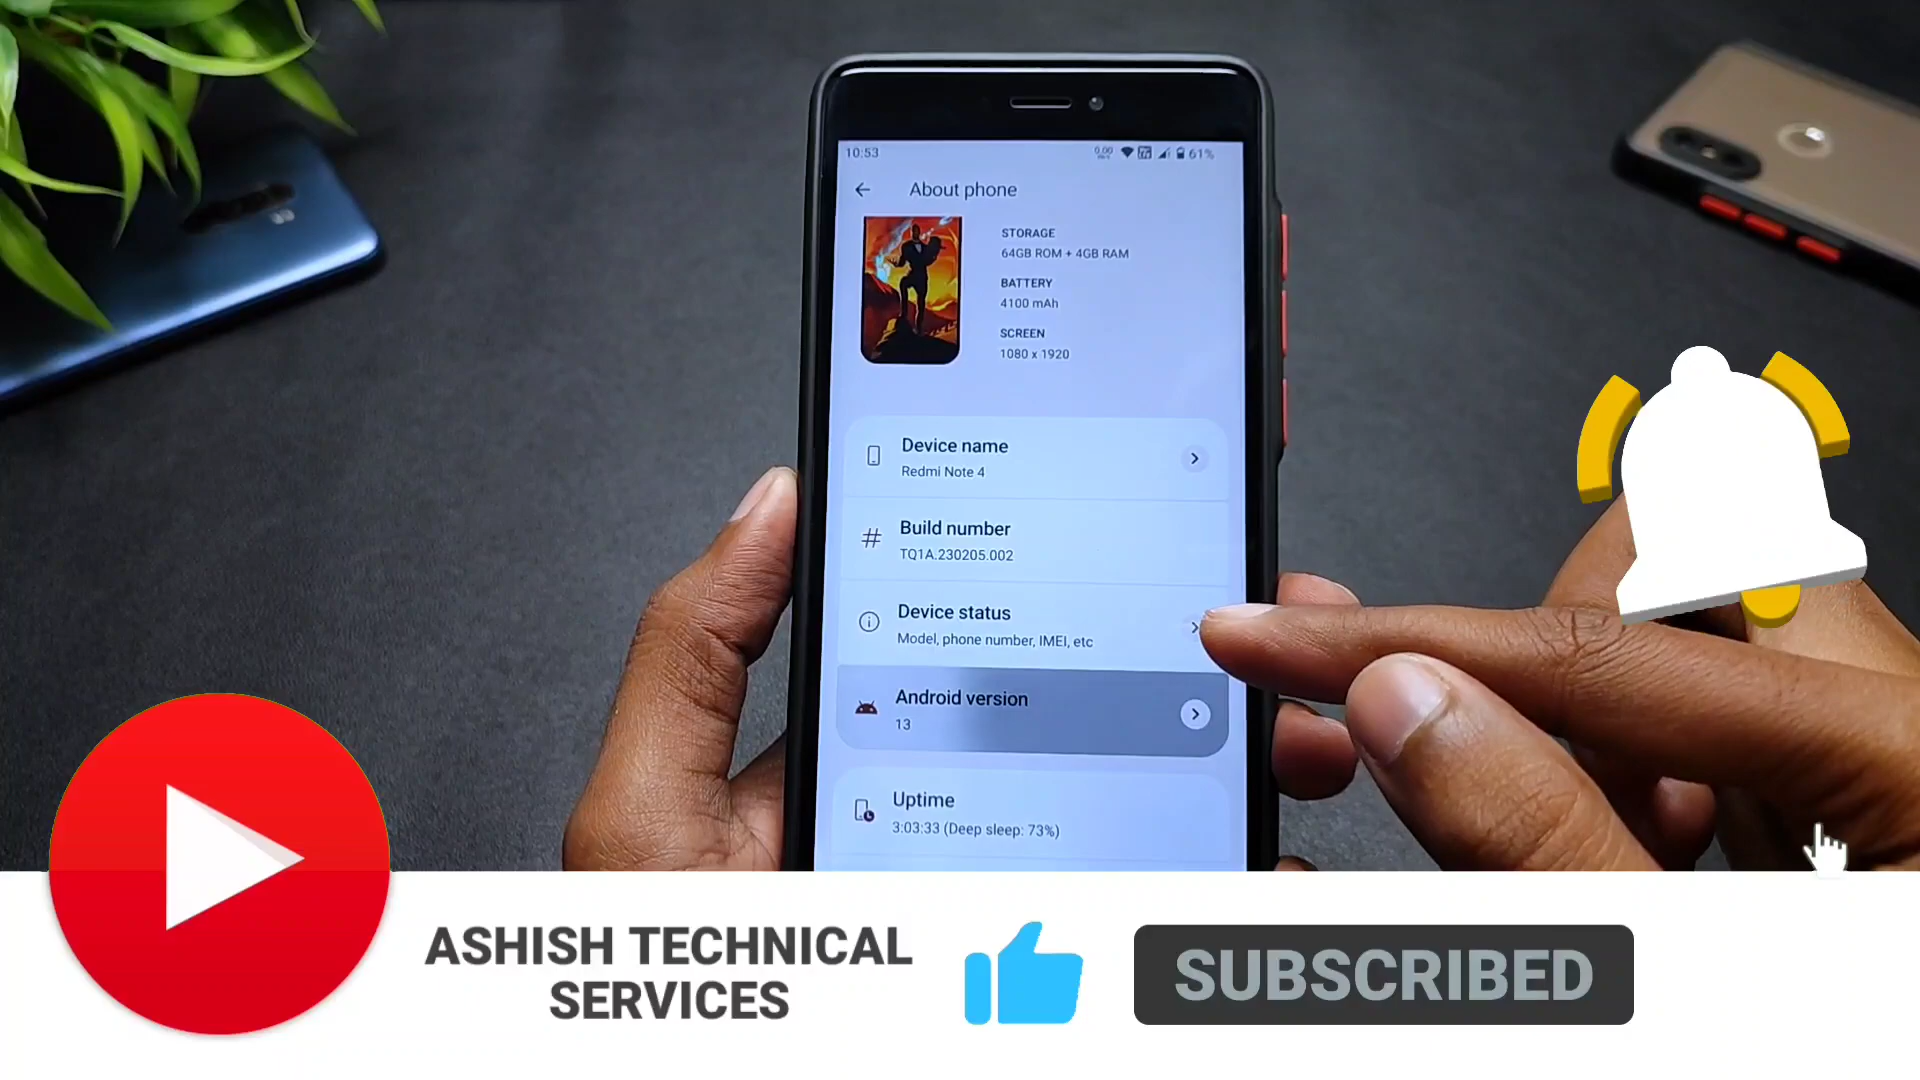 10:53
61%
About phone
STORAGE
64GB ROM + 4GB RAM
BATTERY
4100 mAh
SCREEN
1080 x 1920
Device name
Redmi Note 4
Build number
TQ1A.230205.002
Device status
Model, phone number, IMEI, etc
Android version
13
Uptime
3:03:33 (Deep sleep: 73%)
ASHISH TECHNICAL
SERVICES
SUBSCRIBED